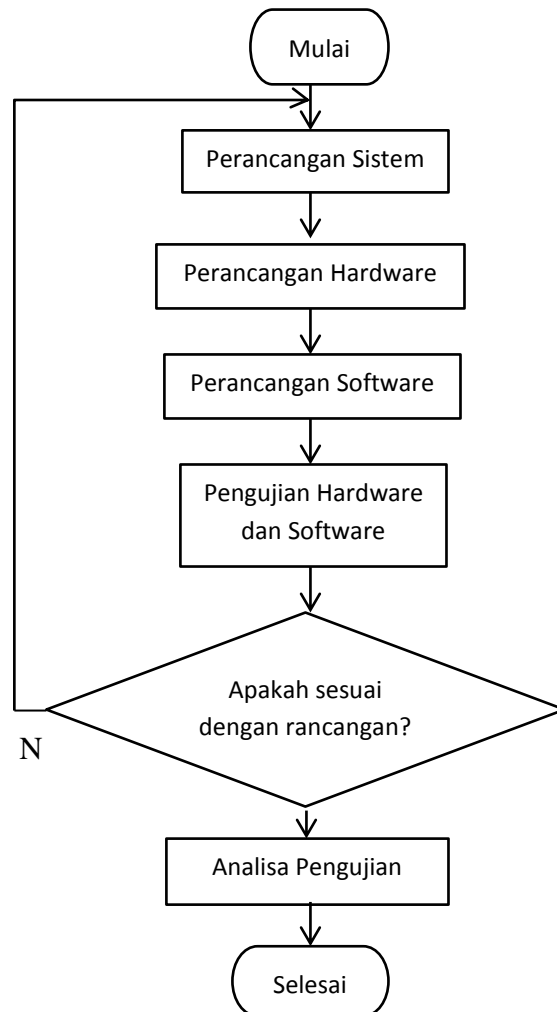 Mulai
Perancangan Sistem
Perancangan Hardware
Perancangan Software
Pengujian Hardware
dan Software
Apakah sesuai
dengan rancangan?
N
Analisa Pengujian
Selesai